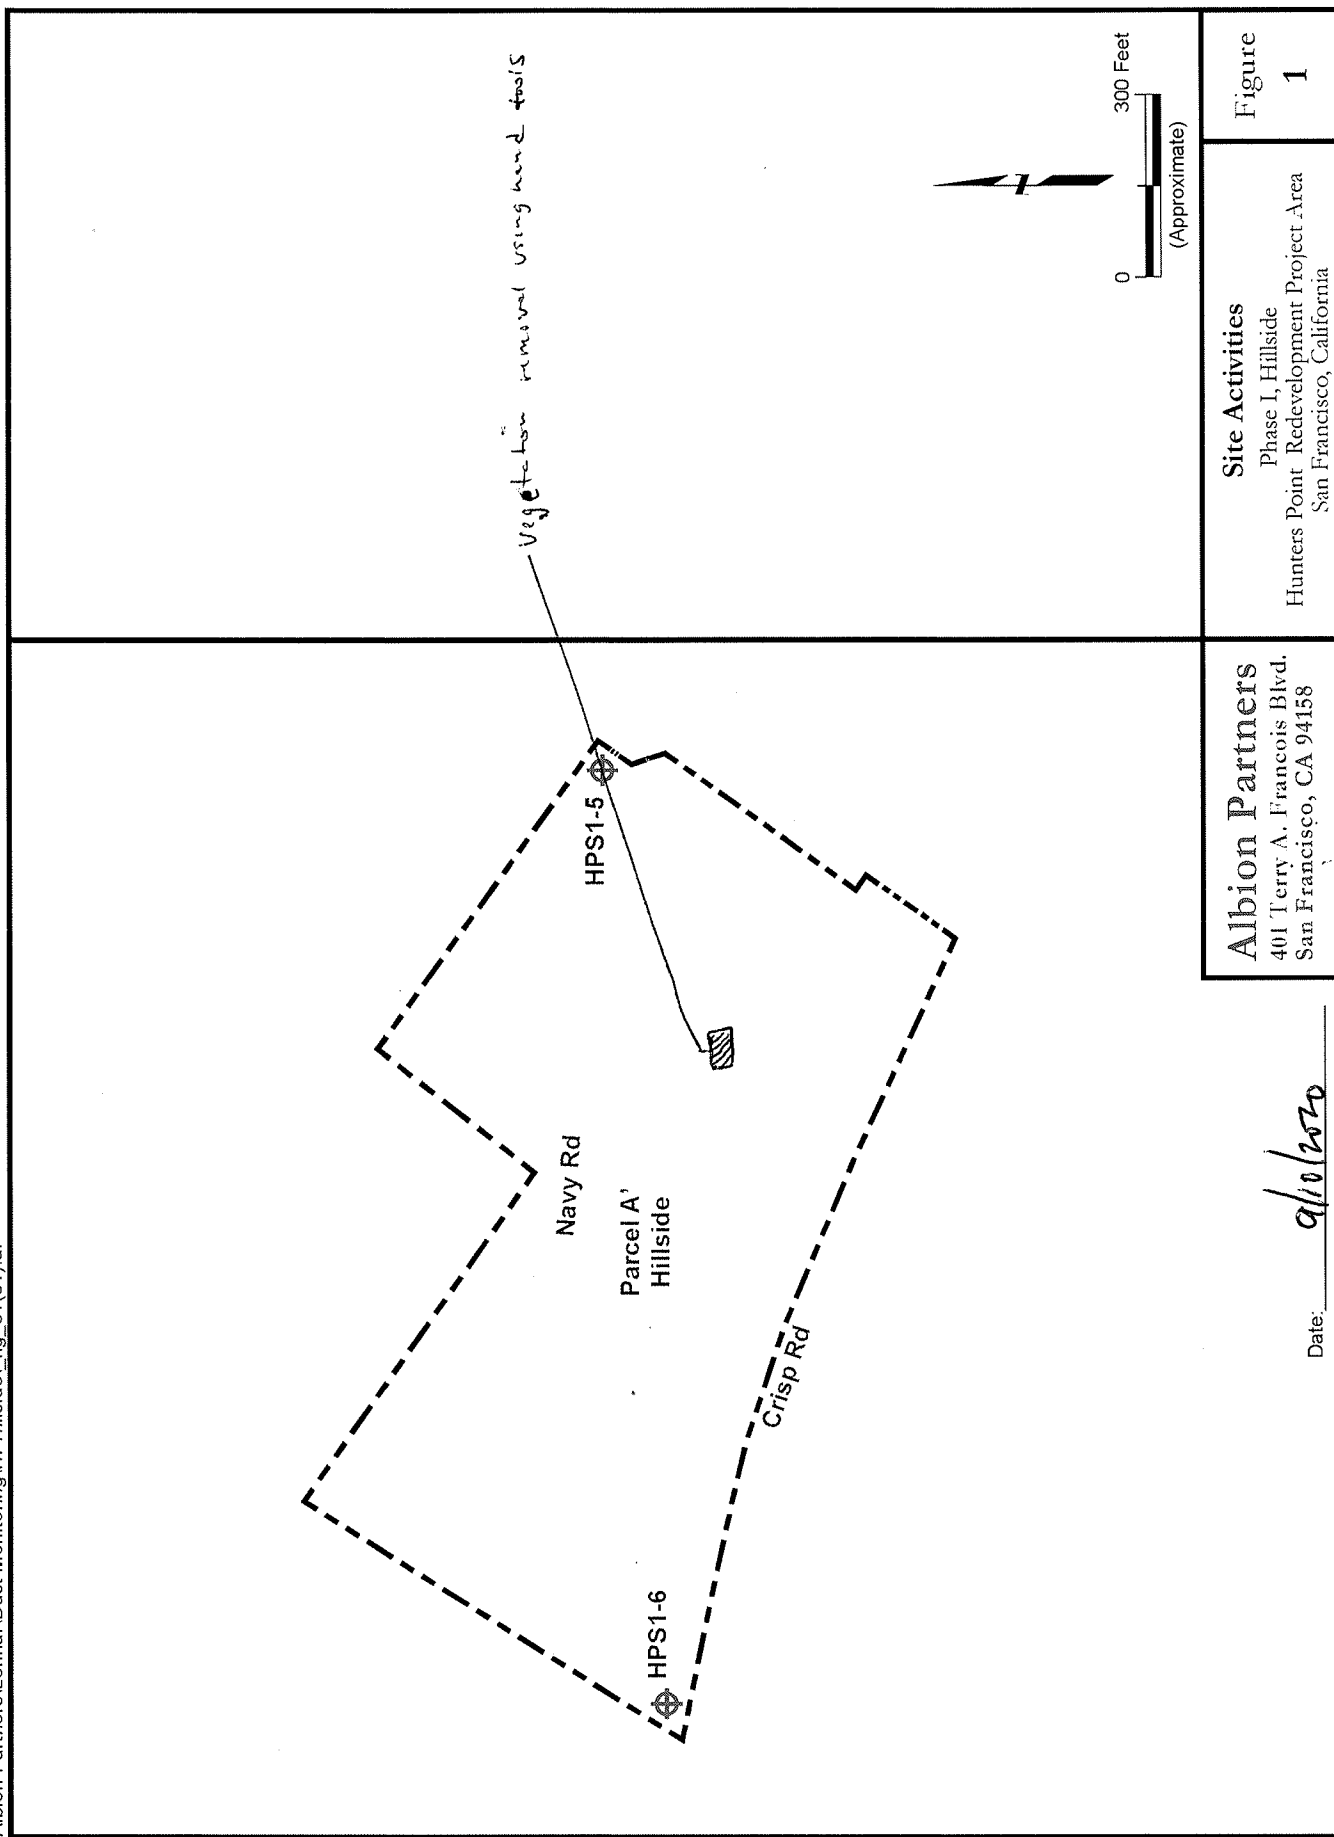 Vegetation removal using hand tools
HPS1-5
Navy Rd
Parcel A'
Hillside
HPS1-6
Crisp Rd
0
300 Feet
(Approximate)
Date: 9/10/2020
Albion Partners
401 Terry A. Francois Blvd.
San Francisco, CA 94158
Site Activities
Phase I, Hillside
Hunters Point Redevelopment Project Area
San Francisco, California
Figure
1